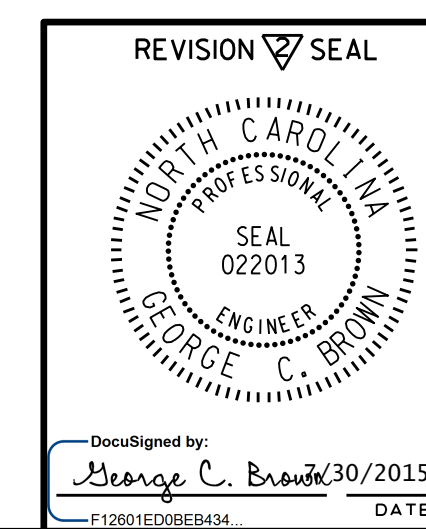 REVISION 2 SEAL
NORTH CAROLINA
PROFESSIONAL
SEAL
022013
ENGINEER
GEORGE C. BROWN
DocuSigned by:
George C. Brown 7/30/2015
DATE
F12601ED0BEB434...